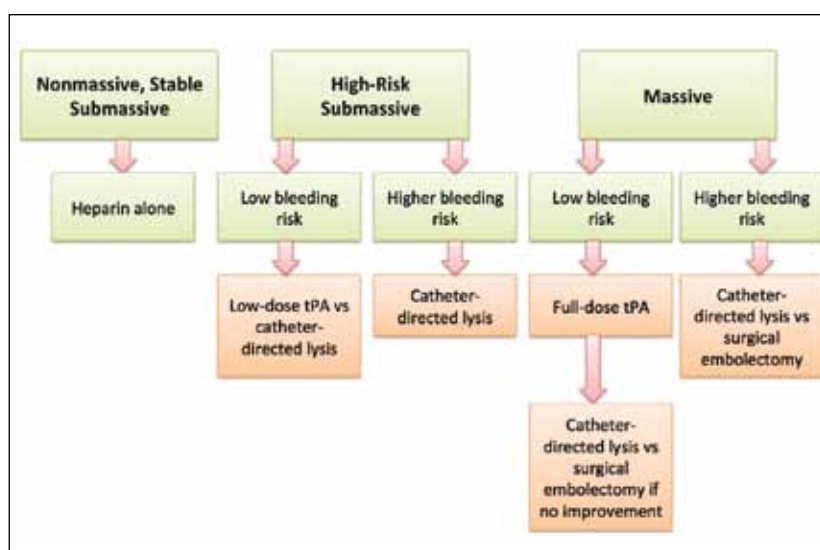 Nonmassive, Stable
Submassive
Heparin alone
High-Risk
Submassive
Low bleeding
risk
Low-dose tPA vs
catheter-
directed lysis
Higher bleeding
risk
Catheter-
directed lysis
Massive
Low bleeding
risk
Full-dose tPA
Catheter-
directed lysis vs
surgical
embolectomy if
no improvement
Higher bleeding
risk
Catheter-
directed lysis vs
surgical
embolectomy